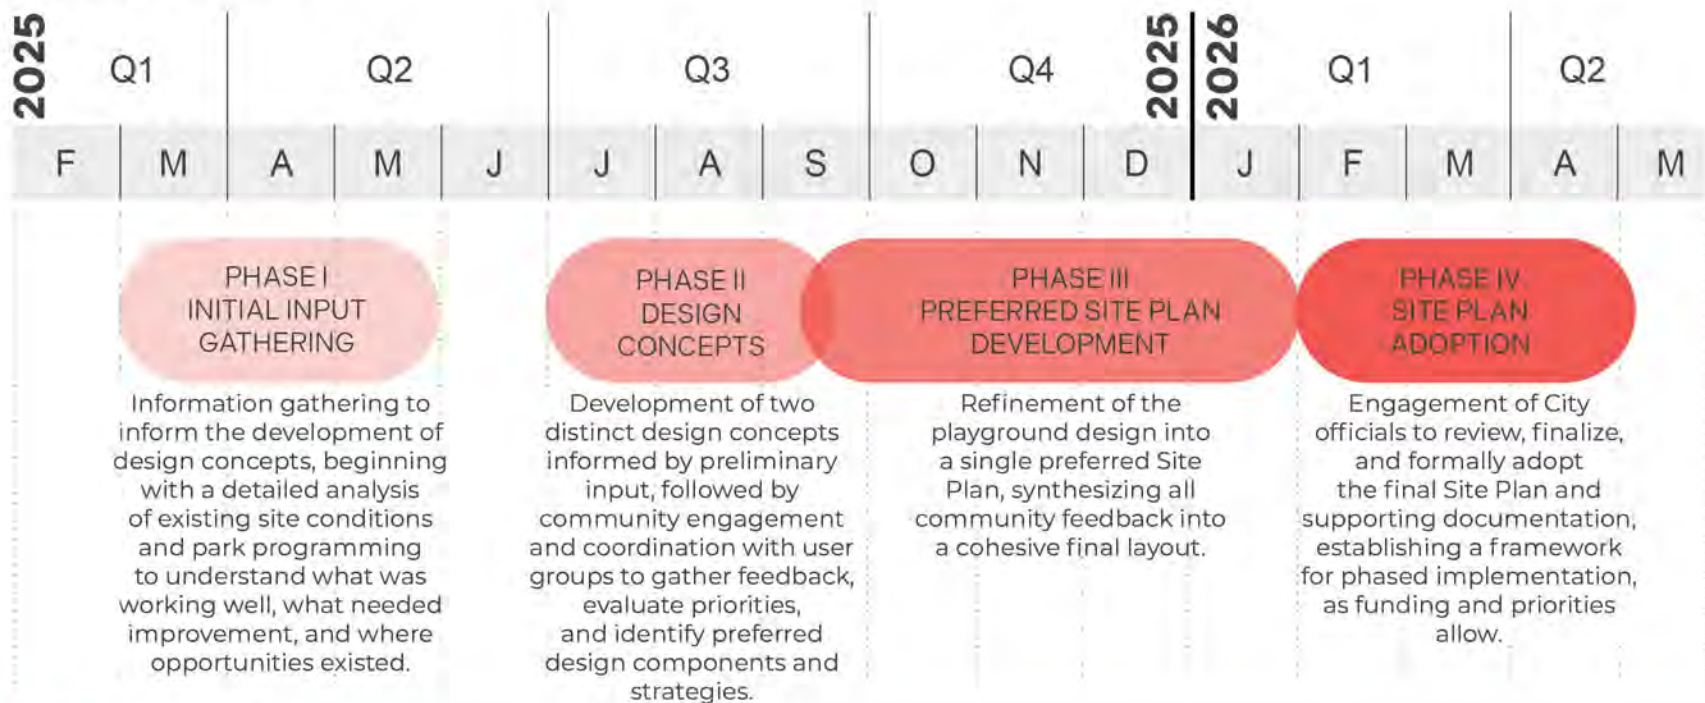 2025 Q1 Q2 Q3 Q4 2025 2026 Q1 Q2
F M A M J J A S O N D J F M A M
PHASE I
INITIAL INPUT
GATHERING
Information gathering to
inform the development of
design concepts, beginning
with a detailed analysis
of existing site conditions
and park programming
to understand what was
working well, what needed
improvement, and where
opportunities existed.
PHASE II
DESIGN
CONCEPTS
Development of two
distinct design concepts
informed by preliminary
input, followed by
community engagement
and coordination with user
groups to gather feedback,
evaluate priorities,
and identify preferred
design components and
strategies.
PHASE III
PREFERRED SITE PLAN
DEVELOPMENT
Refinement of the
playground design into
a single preferred Site
Plan, synthesizing all
community feedback into
a cohesive final layout.
PHASE IV
SITE PLAN
ADOPTION
Engagement of City
officials to review, finalize,
and formally adopt
the final Site Plan and
supporting documentation,
establishing a framework
for phased implementation,
as funding and priorities
allow.